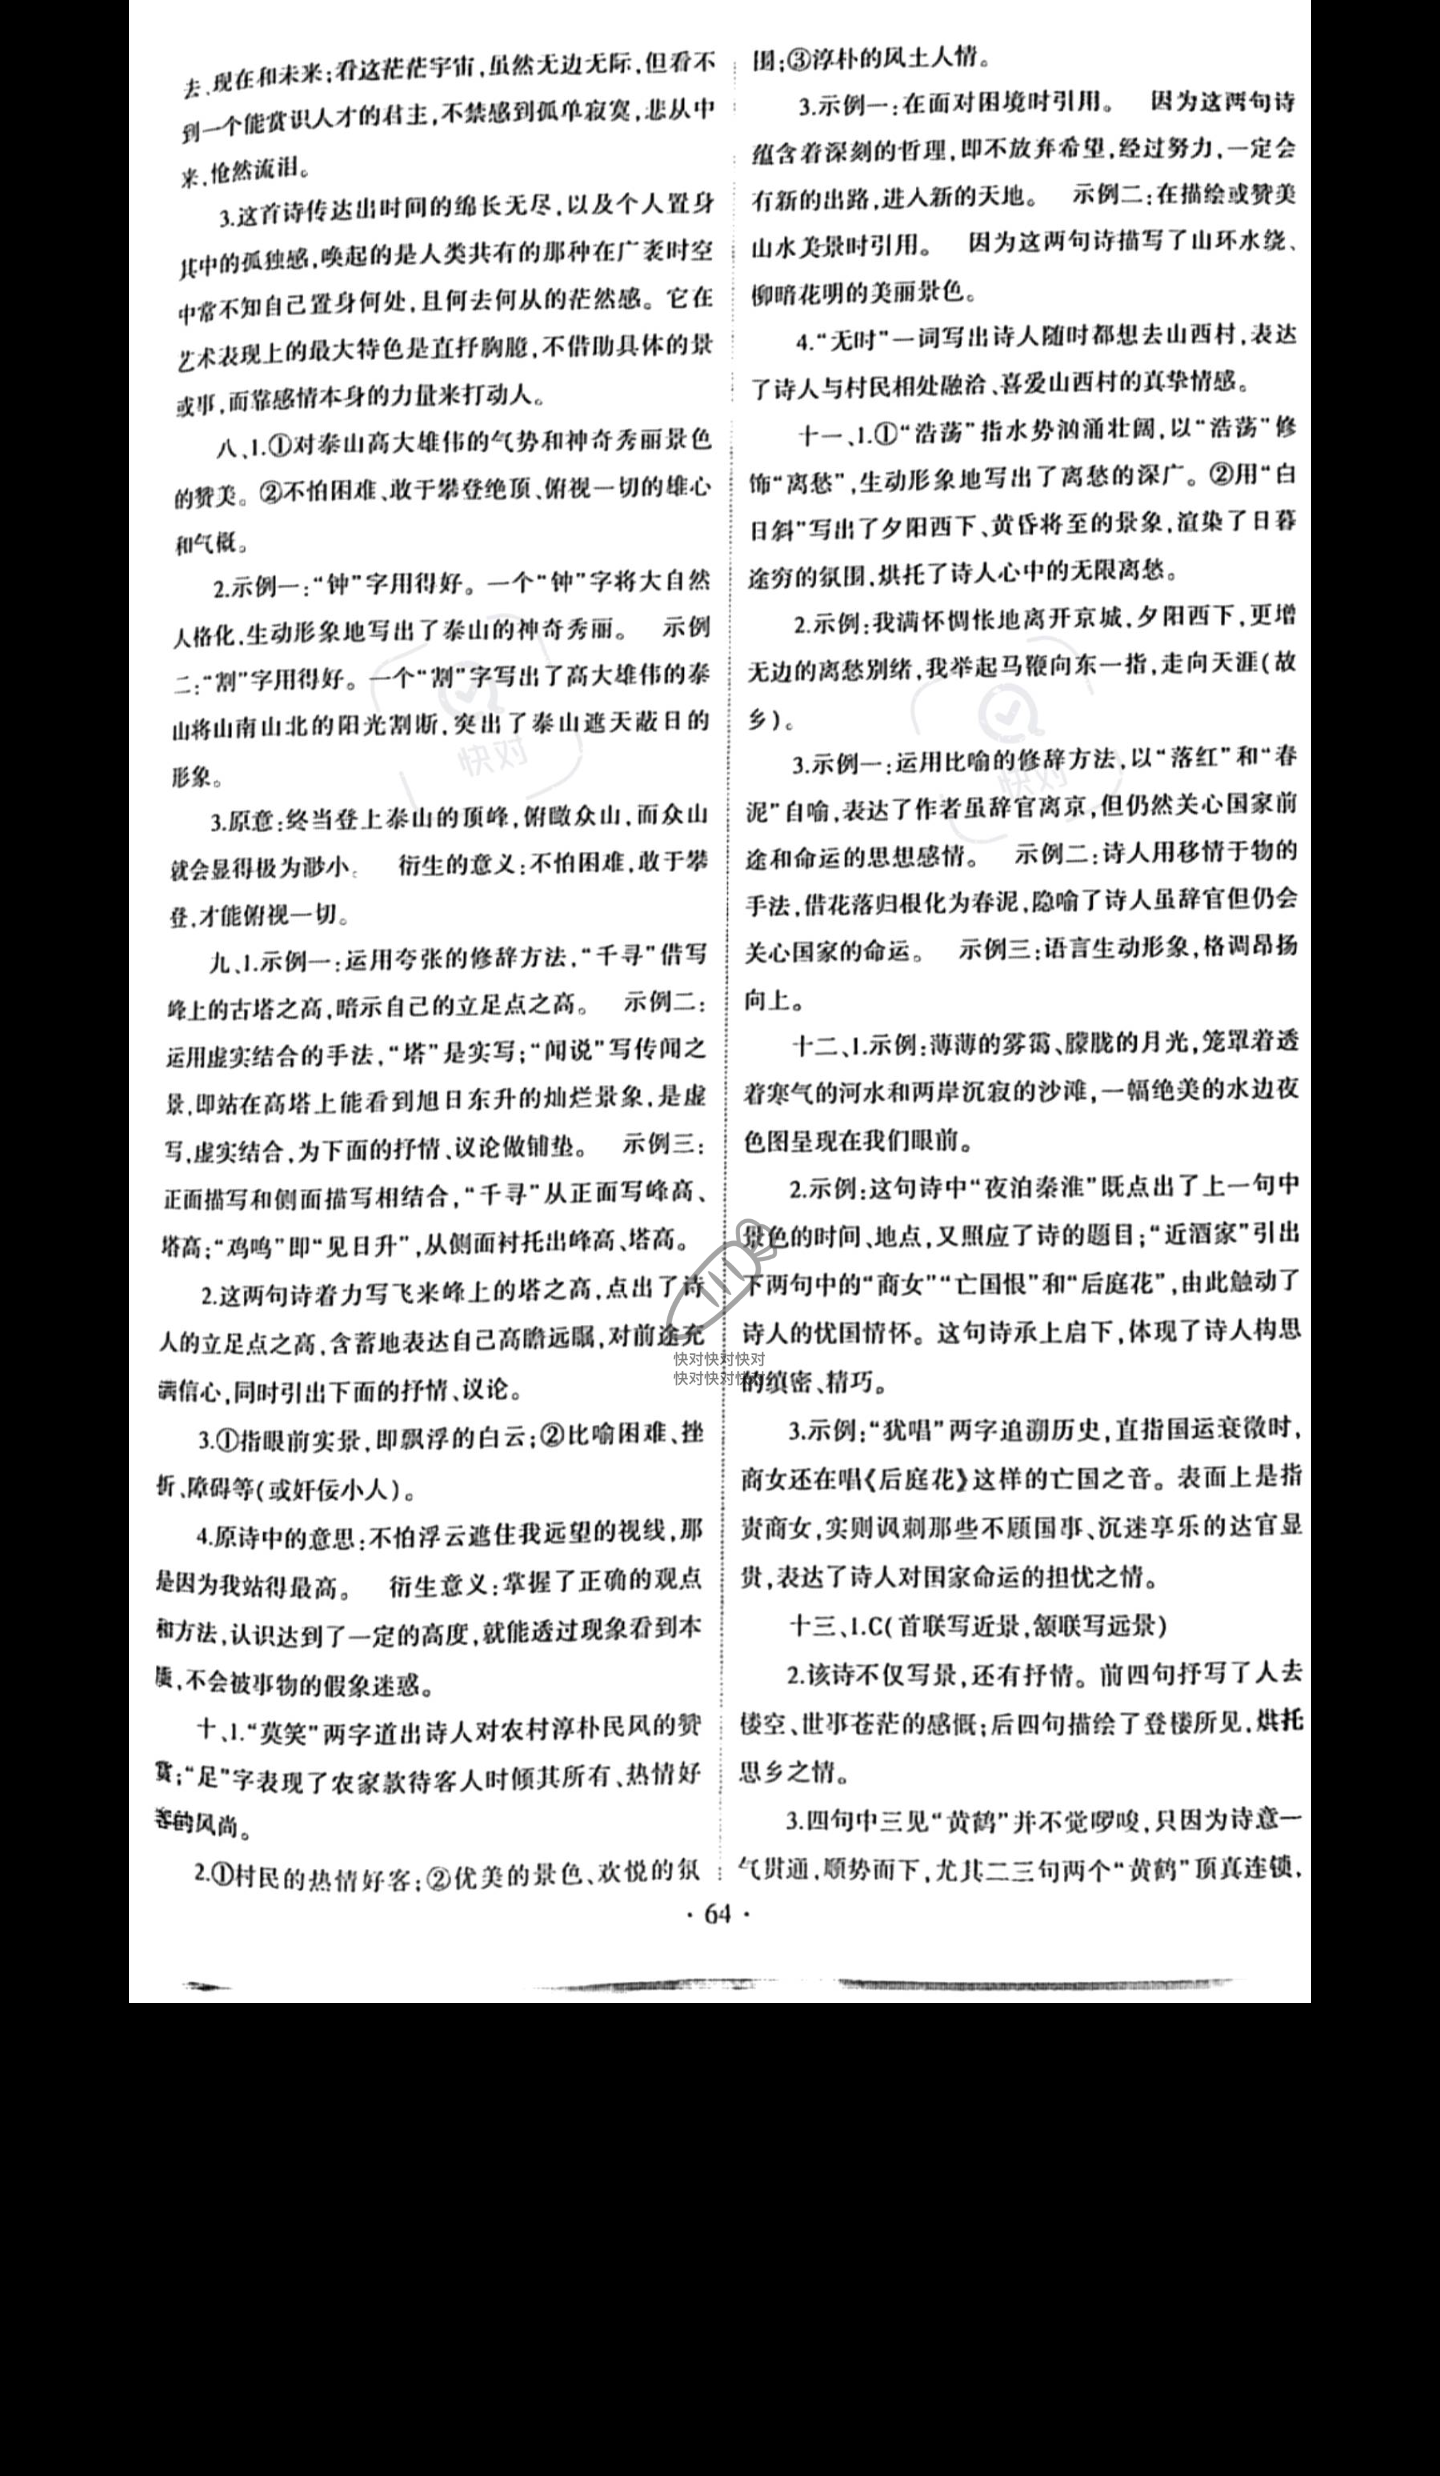 去、现在和未来;看这茫茫宇宙,虽然无边无际,但看不
到一个能赏识人才的君主,不禁感到孤单寂寞,悲从中
来,怆然流泪。
3.这首诗传达出时间的绵长无尽,以及个人置身
其中的孤独感,唤起的是人类共有的那种在广袤时空
中常不知自己置身何处,且何去何从的茫然感。它在
艺术表现上的最大特色是直抒胸臆,不借助具体的景
或事,而靠感情本身的力量来打动人。
八、1.①对泰山高大雄伟的气势和神奇秀丽景色
的赞美。②不怕困难、敢于攀登绝顶、俯视一切的雄心
和气概。
2.示例一:“钟”字用得好。一个“钟”字将大自然
人格化,生动形象地写出了泰山的神奇秀丽。 示例
二:“割”字用得好。一个“割”字写出了高大雄伟的泰
山将山南山北的阳光割断,突出了泰山遮天蔽日的
形象。
3.原意:终当登上泰山的顶峰,俯瞰众山,而众山
就会显得极为渺小。 衍生的意义:不怕困难,敢于攀
登,才能俯视一切。
九、1.示例一:运用夸张的修辞方法,“千寻”借写
峰上的古塔之高,暗示自己的立足点之高。 示例二:
运用虚实结合的手法,“塔”是实写;“闻说”写传闻之
景,即站在高塔上能看到旭日东升的灿烂景象,是虚
写,虚实结合,为下面的抒情、议论做铺垫。 示例三:
正面描写和侧面描写相结合,“千寻”从正面写峰高、
塔高;“鸡鸣”即“见日升”,从侧面衬托出峰高、塔高。
2.这两句诗着力写飞来峰上的塔之高,点出了诗
人的立足点之高,含蓄地表达自己高瞻远瞩,对前途充
满信心,同时引出下面的抒情、议论。
3.①指眼前实景,即飘浮的白云;②比喻困难、挫
折、障碍等(或奸佞小人)。
4.原诗中的意思:不怕浮云遮住我远望的视线,那
是因为我站得最高。 衍生意义:掌握了正确的观点
和方法,认识达到了一定的高度,就能透过现象看到本
质,不会被事物的假象迷惑。
十、1.“莫笑”两字道出诗人对农村淳朴民风的赞
赏;“足”字表现了农家款待客人时倾其所有、热情好
客的风尚。
2.①村民的热情好客;②优美的景色、欢悦的氛
围;③淳朴的风土人情。
3.示例一:在面对困境时引用。 因为这两句诗
蕴含着深刻的哲理,即不放弃希望,经过努力,一定会
有新的出路,进入新的天地。 示例二:在描绘或赞美
山水美景时引用。 因为这两句诗描写了山环水绕、
柳暗花明的美丽景色。
4.“无时”一词写出诗人随时都想去山西村,表达
了诗人与村民相处融洽、喜爱山西村的真挚情感。
十一、1.①“浩荡”指水势汹涌壮阔,以“浩荡”修
饰“离愁”,生动形象地写出了离愁的深广。②用“白
日斜”写出了夕阳西下、黄昏将至的景象,渲染了日暮
途穷的氛围,烘托了诗人心中的无限离愁。
2.示例:我满怀惆怅地离开京城,夕阳西下,更增
无边的离愁别绪,我举起马鞭向东一指,走向天涯(故
乡)。
3.示例一:运用比喻的修辞方法,以“落红”和“春
泥”自喻,表达了作者虽辞官离京,但仍然关心国家前
途和命运的思想感情。 示例二:诗人用移情于物的
手法,借花落归根化为春泥,隐喻了诗人虽辞官但仍会
关心国家的命运。 示例三:语言生动形象,格调昂扬
向上。
十二、1.示例:薄薄的雾霭、朦胧的月光,笼罩着透
着寒气的河水和两岸沉寂的沙滩,一幅绝美的水边夜
色图呈现在我们眼前。
2.示例:这句诗中“夜泊秦淮”既点出了上一句中
景色的时间、地点,又照应了诗的题目;“近酒家”引出
下两句中的“商女”“亡国恨”和“后庭花”,由此触动了
诗人的忧国情怀。这句诗承上启下,体现了诗人构思
的缜密、精巧。
3.示例:“犹唱”两字追溯历史,直指国运衰微时,
商女还在唱《后庭花》这样的亡国之音。表面上是指
责商女,实则讽刺那些不顾国事、沉迷享乐的达官显
贵,表达了诗人对国家命运的担忧之情。
十三、1.C(首联写近景,颔联写远景)
2.该诗不仅写景,还有抒情。前四句抒写了人去
楼空、世事苍茫的感慨;后四句描绘了登楼所见,烘托
思乡之情。
3.四句中三见“黄鹤”并不觉啰唆,只因为诗意一
气贯通,顺势而下,尤其二三句两个“黄鹤”顶真连锁,
· 64 ·
快对
快对
快对快对快对
快对快对快对